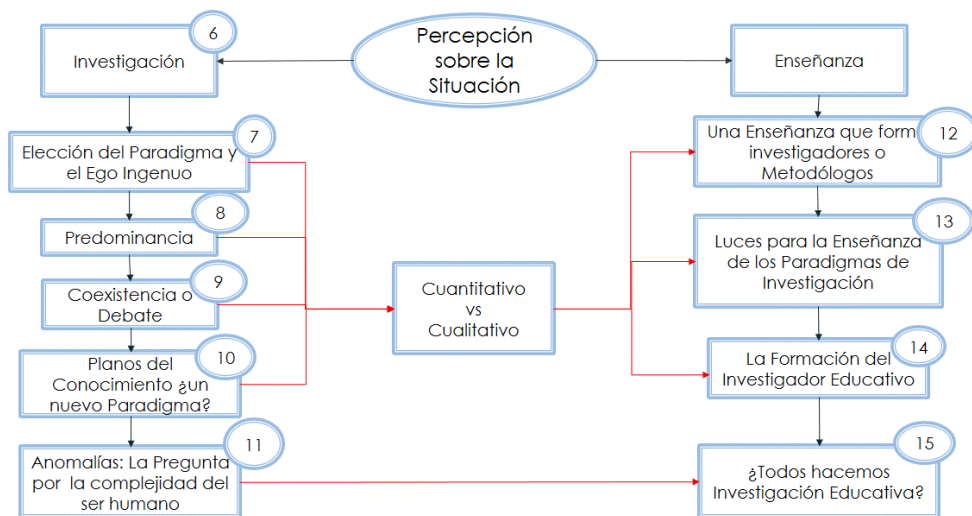 Percepción
sobre la
Situación
6
Investigación
Enseñanza
7
Elección del Paradigma y
el Ego Ingenuo
12
Una Enseñanza que form
investigadores o
Metodólogos
8
Predominancia
13
Luces para la Enseñanza
de los Paradigmas de
Investigación
9
Coexistencia o
Debate
Cuantitativo
vs
Cualitativo
10
Planos del
Conocimiento ¿un
nuevo Paradigma?
14
La Formación del
Investigador Educativo
11
Anomalías: La Pregunta
por la complejidad del
ser humano
15
¿Todos hacemos
Investigación Educativa?